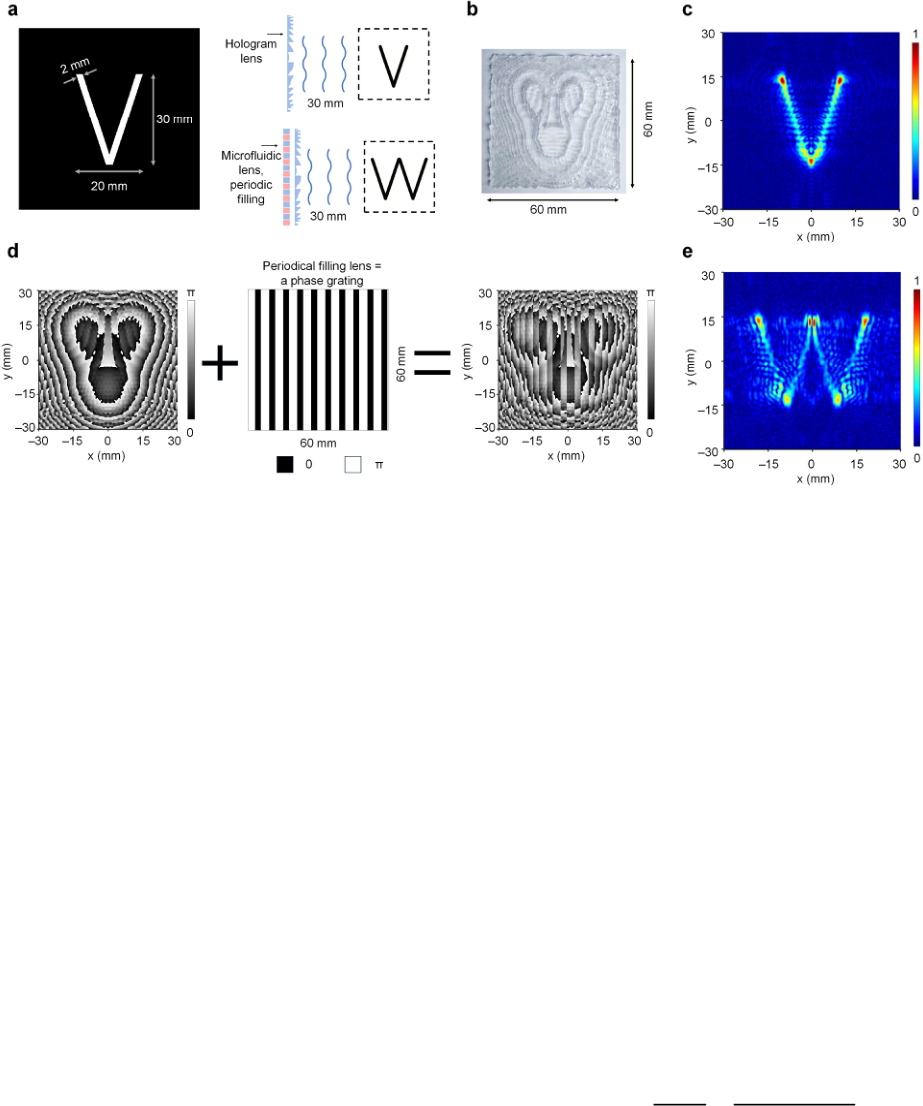 a
2 mm
30 mm
20 mm
Hologram
lens
30 mm
Microfluidic
lens,
periodic
filling
30 mm
b
60 mm
60 mm
c
30
15
0
−15
−30
y (mm)
−30 −15 0 15 30
x (mm)
1
0
d
30
15
0
−15
−30
y (mm)
−30 −15 0 15 30
x (mm)
π
0
Periodical filling lens =
a phase grating
60 mm
60 mm
0 π
30
15
0
−15
−30
y (mm)
−30 −15 0 15 30
x (mm)
π
0
e
30
15
0
−15
−30
y (mm)
−30 −15 0 15 30
x (mm)
1
0